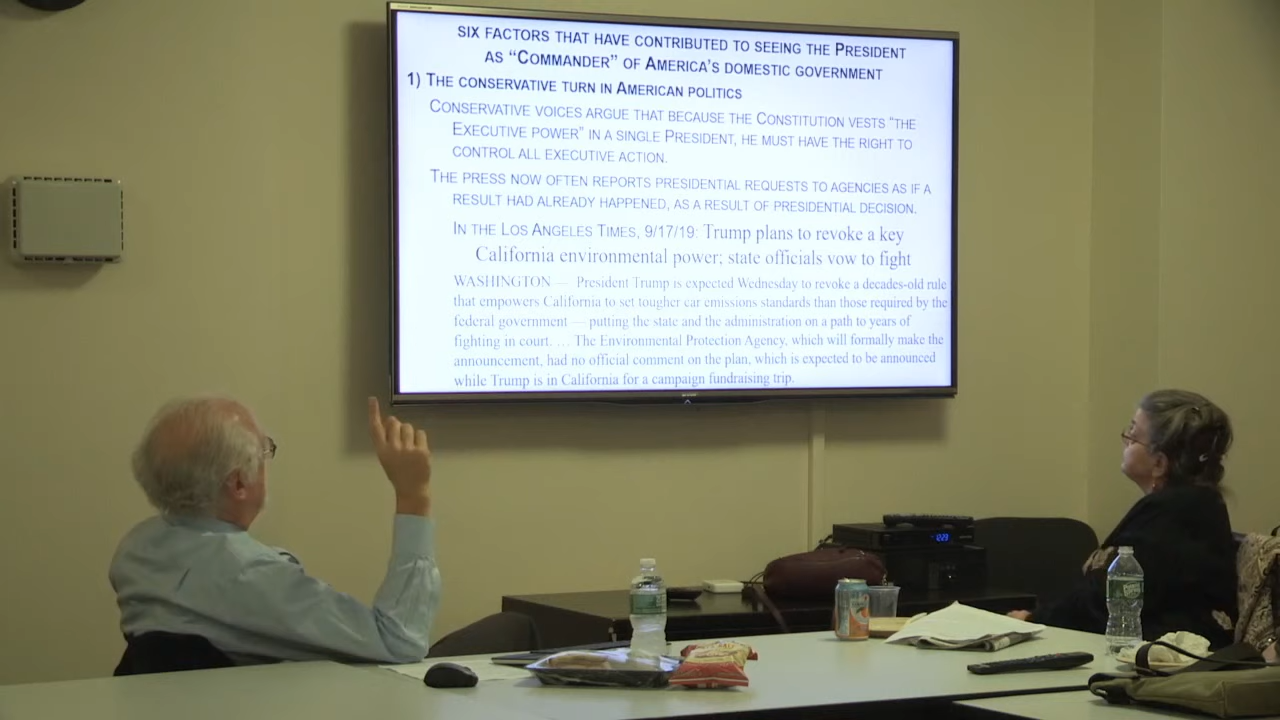 SIX FACTORS THAT HAVE CONTRIBUTED TO SEEING THE PRESIDENT
AS “COMMANDER” OF AMERICA’S DOMESTIC GOVERNMENT
1) THE CONSERVATIVE TURN IN AMERICAN POLITICS
CONSERVATIVE VOICES ARGUE THAT BECAUSE THE CONSTITUTION VESTS “THE
EXECUTIVE POWER” IN A SINGLE PRESIDENT, HE MUST HAVE THE RIGHT TO
CONTROL ALL EXECUTIVE ACTION.
THE PRESS NOW OFTEN REPORTS PRESIDENTIAL REQUESTS TO AGENCIES AS IF A
RESULT HAD ALREADY HAPPENED, AS A RESULT OF PRESIDENTIAL DECISION.
IN THE LOS ANGELES TIMES, 9/17/19: Trump plans to revoke a key
California environmental power; state officials vow to fight
WASHINGTON — President Trump is expected Wednesday to revoke a decades-old rule
that empowers California to set tougher car emissions standards than those required by the
federal government — putting the state and the administration on a path to years of
fighting in court. … The Environmental Protection Agency, which will formally make the
announcement, had no official comment on the plan, which is expected to be announced
while Trump is in California for a campaign fundraising trip.